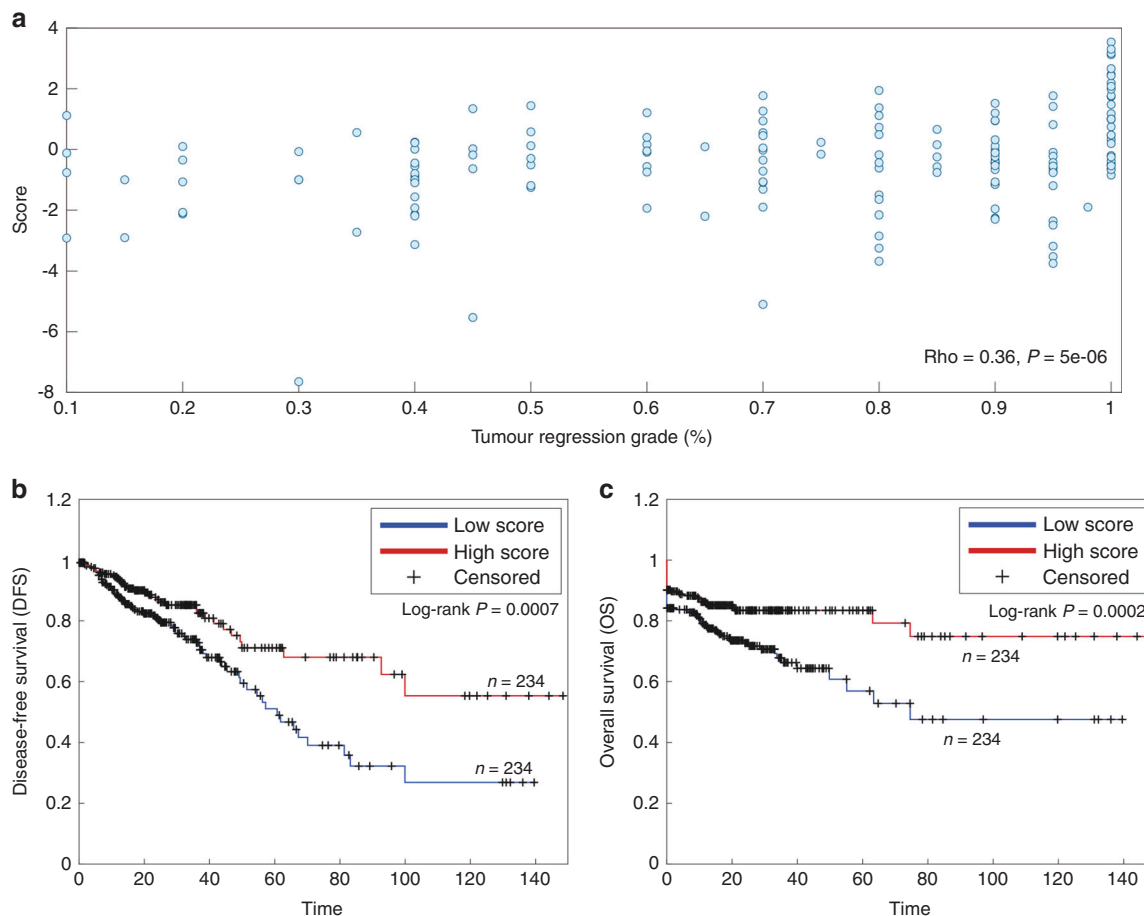 a
4
2
0
-2
-4
-6
-8
Score
Rho = 0.36, P = 5e-06
0.1 0.2 0.3 0.4 0.5 0.6 0.7 0.8 0.9 1
Tumour regression grade (%)
b
1.2
1
0.8
0.6
0.4
0.2
0
Disease-free survival (DFS)
Low score
High score
Censored
Log-rank P = 0.0007
n = 234
n = 234
0 20 40 60 80 100 120 140
Time
c
1.2
1
0.8
0.6
0.4
0.2
0
Overall survival (OS)
Low score
High score
Censored
Log-rank P = 0.0002
n = 234
n = 234
0 20 40 60 80 100 120 140
Time